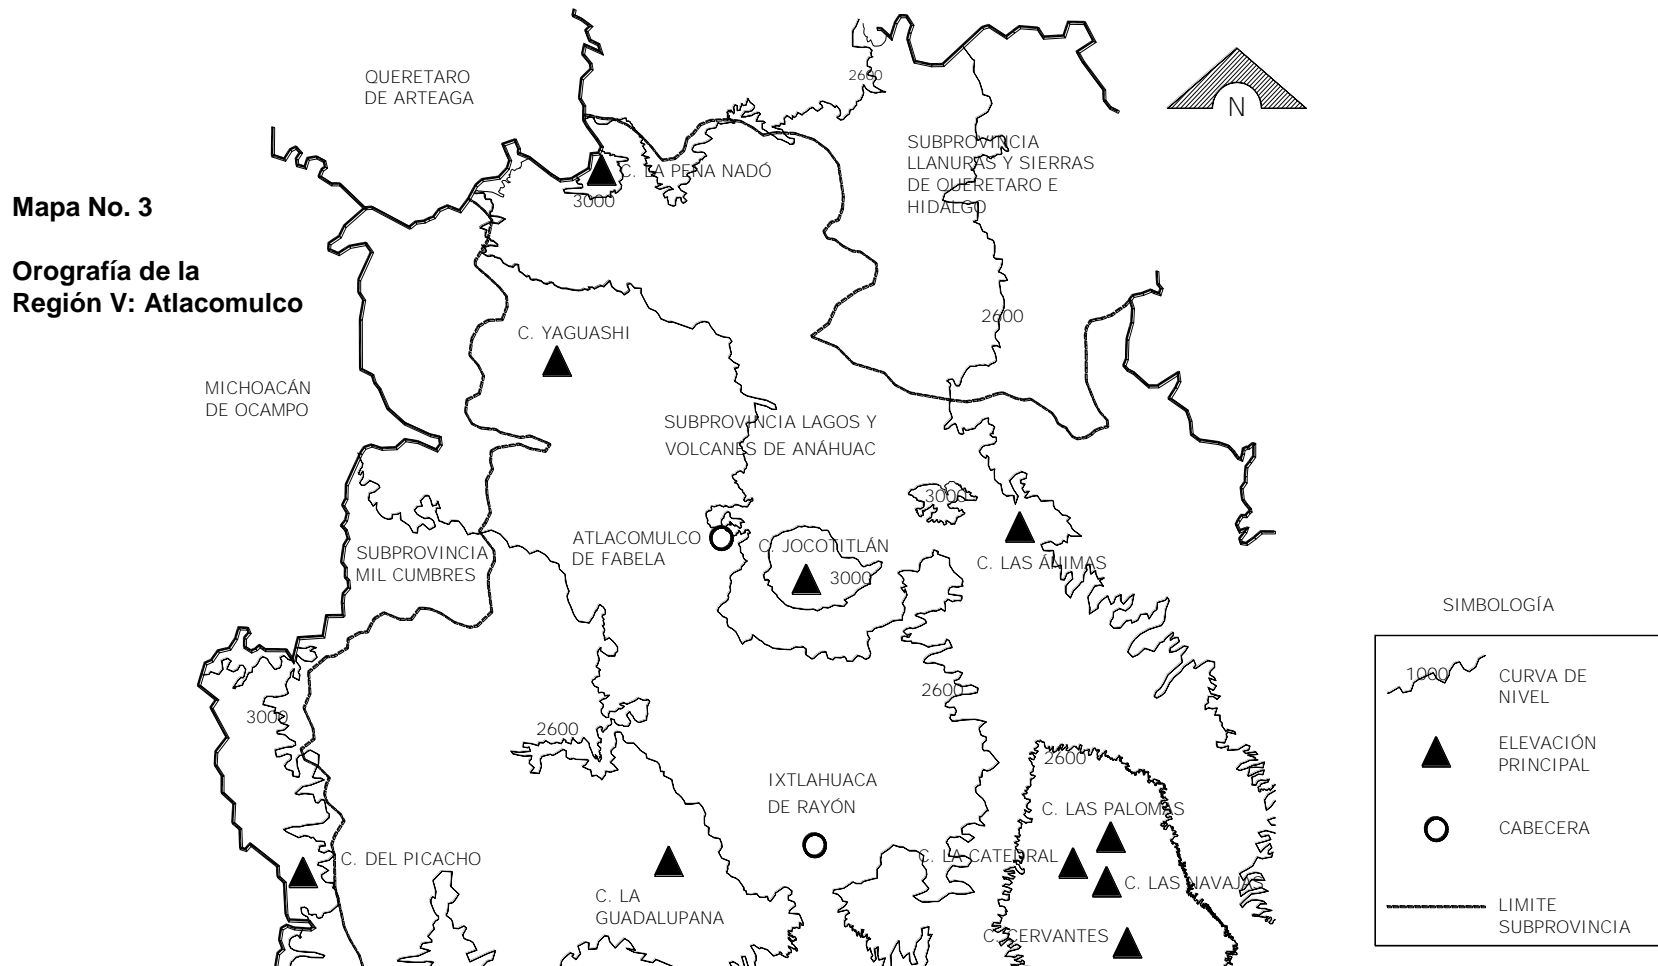 QUERETARO
DE ARTEAGA
2600
N
SUBPROVINCIA
LLANURAS Y SIERRAS
DE QUERETARO E
HIDALGO
C. LA PEÑA NADÓ
3000
Mapa No. 3
Orografía de la
Región V: Atlacomulco
2600
C. YAGUASHI
MICHOACÁN
DE OCAMPO
SUBPROVINCIA LAGOS Y
VOLCANES DE ANÁHUAC
3000
ATLACOMULCO
DE FABELA
C. JOCOTITLÁN
3000
C. LAS ÁNIMAS
SUBPROVINCIA
MIL CUMBRES
SIMBOLOGÍA
1000
CURVA DE
NIVEL
ELEVACIÓN
PRINCIPAL
CABECERA
LIMITE
SUBPROVINCIA
2600
3000
2600
2600
IXTLAHUACA
DE RAYÓN
C. LAS PALOMAS
C. LA CATEDRAL
C. LAS NAVAJAS
C. DEL PICACHO
C. LA
GUADALUPANA
C. CERVANTES